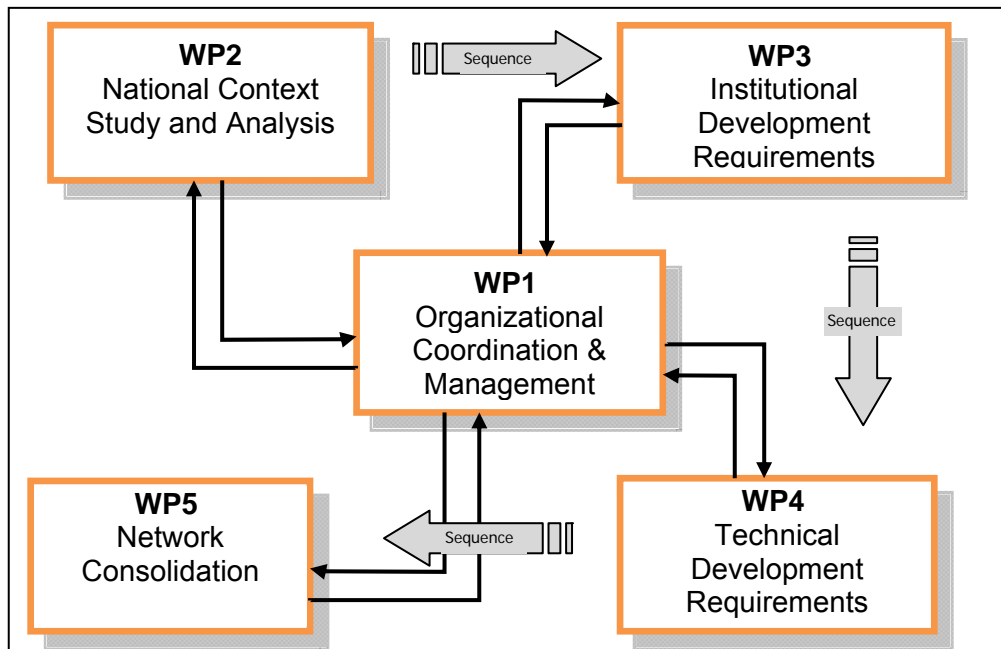 WP2
National Context
Study and Analysis
Sequence
WP3
Institutional
Development
Requirements
WP1
Organizational
Coordination &
Management
Sequence
WP5
Network
Consolidation
Sequence
WP4
Technical
Development
Requirements